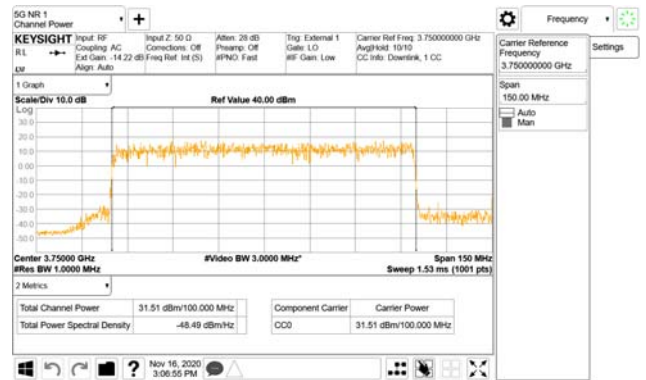 5G NR 1
Channel Power
+
Frequency
KEYSIGHT
RL
Input: RF
Coupling: AC
Ext Gain: -14.22 dB
Align: Auto
Input Z: 50 Ω
Corrections: Off
Freq Ref: Int (S)
Atten: 28 dB
Preamp: Off
#PNO: Fast
Trig: External 1
Gate: LO
#IF Gain: Low
Carrier Ref Freq: 3.750000000 GHz
Avg|Hold: 10/10
CC Info: Downlink, 1 CC
1 Graph
Scale/Div 10.0 dB
Ref Value 40.00 dBm
Log
30.0
20.0
10.0
0.00
-10.0
-20.0
-30.0
-40.0
-50.0
Center 3.75000 GHz
#Video BW 3.0000 MHz*
Span 150 MHz
#Res BW 1.0000 MHz
Sweep 1.53 ms (1001 pts)
2 Metrics
Total Channel Power 31.51 dBm/100.000 MHz
Total Power Spectral Density -48.49 dBm/Hz
Component Carrier Carrier Power
CC0 31.51 dBm/100.000 MHz
Nov 16, 2020
3:06:55 PM
?
Carrier Reference
Frequency
3.750000000 GHz
Settings
Span
150.00 MHz
Auto
Man